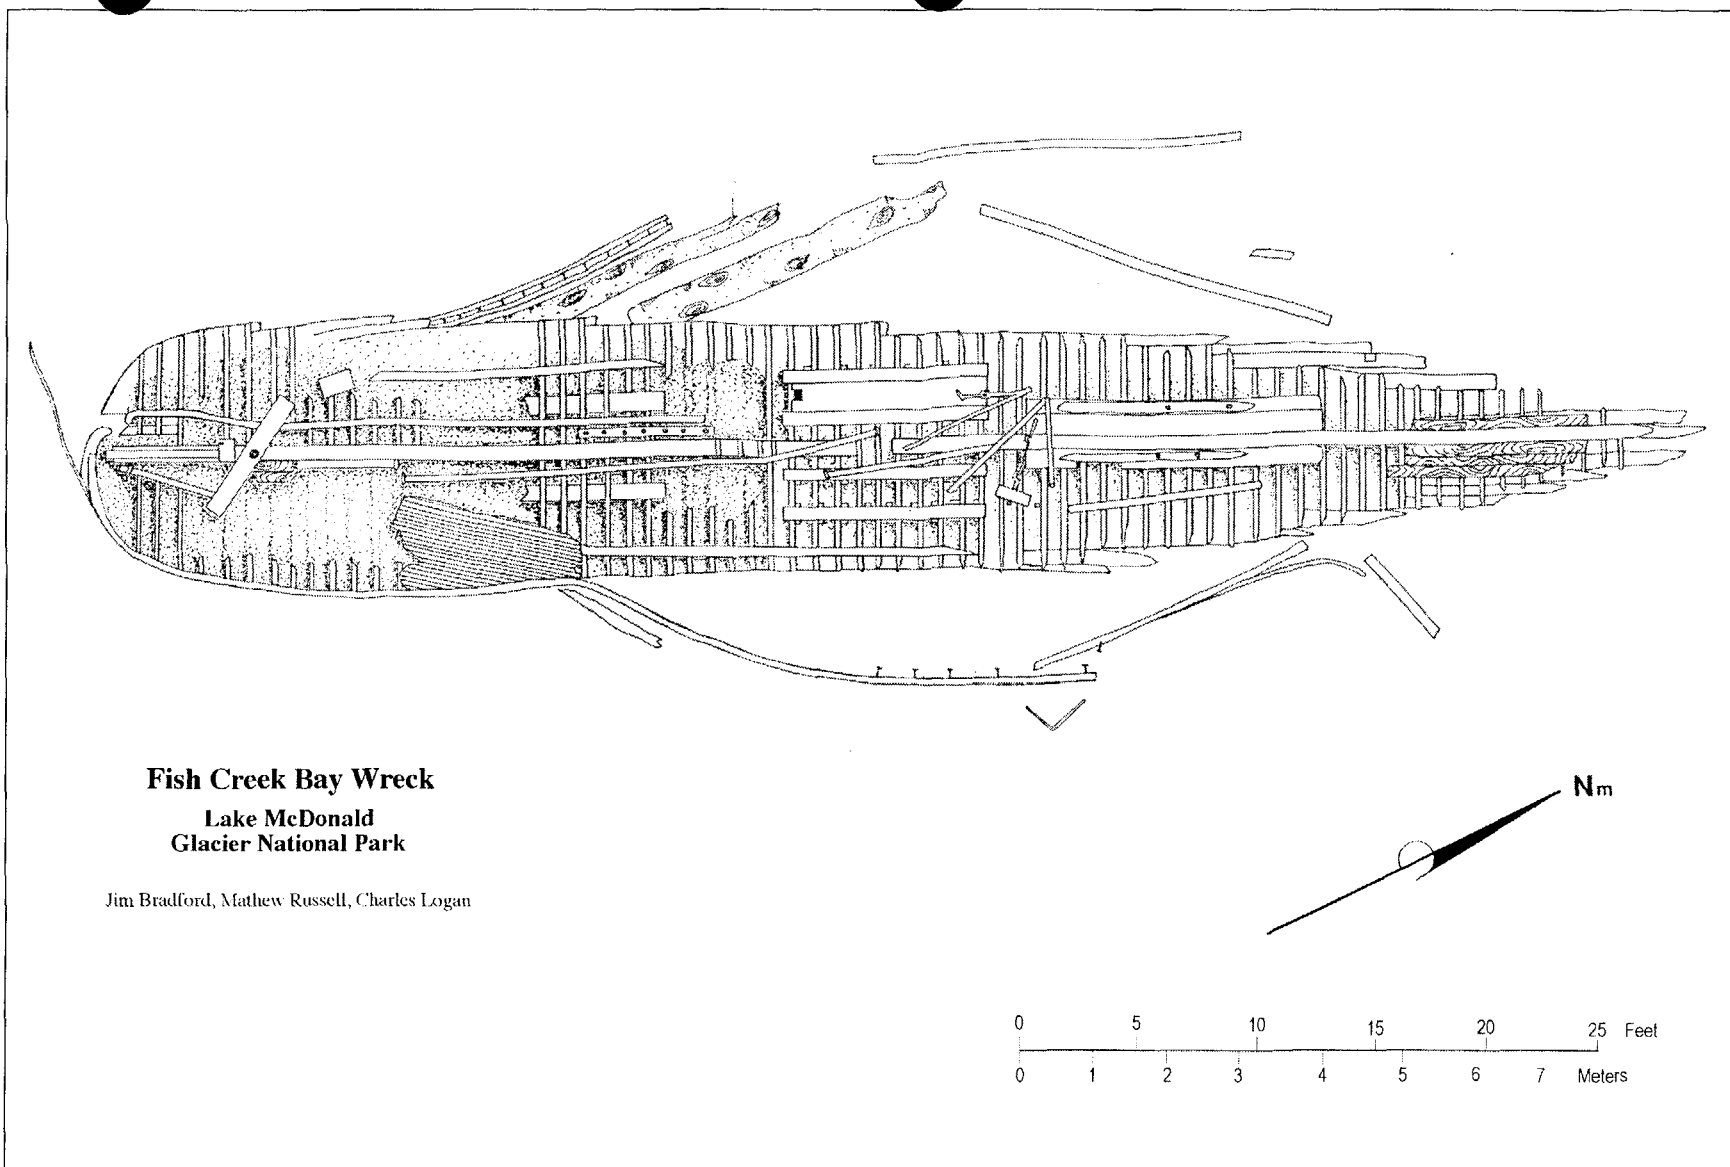 Fish Creek Bay Wreck
Lake McDonald
Glacier National Park
Jim Bradford, Mathew Russell, Charles Logan
Nm
0 5 10 15 20 25 Feet
0 1 2 3 4 5 6 7 Meters